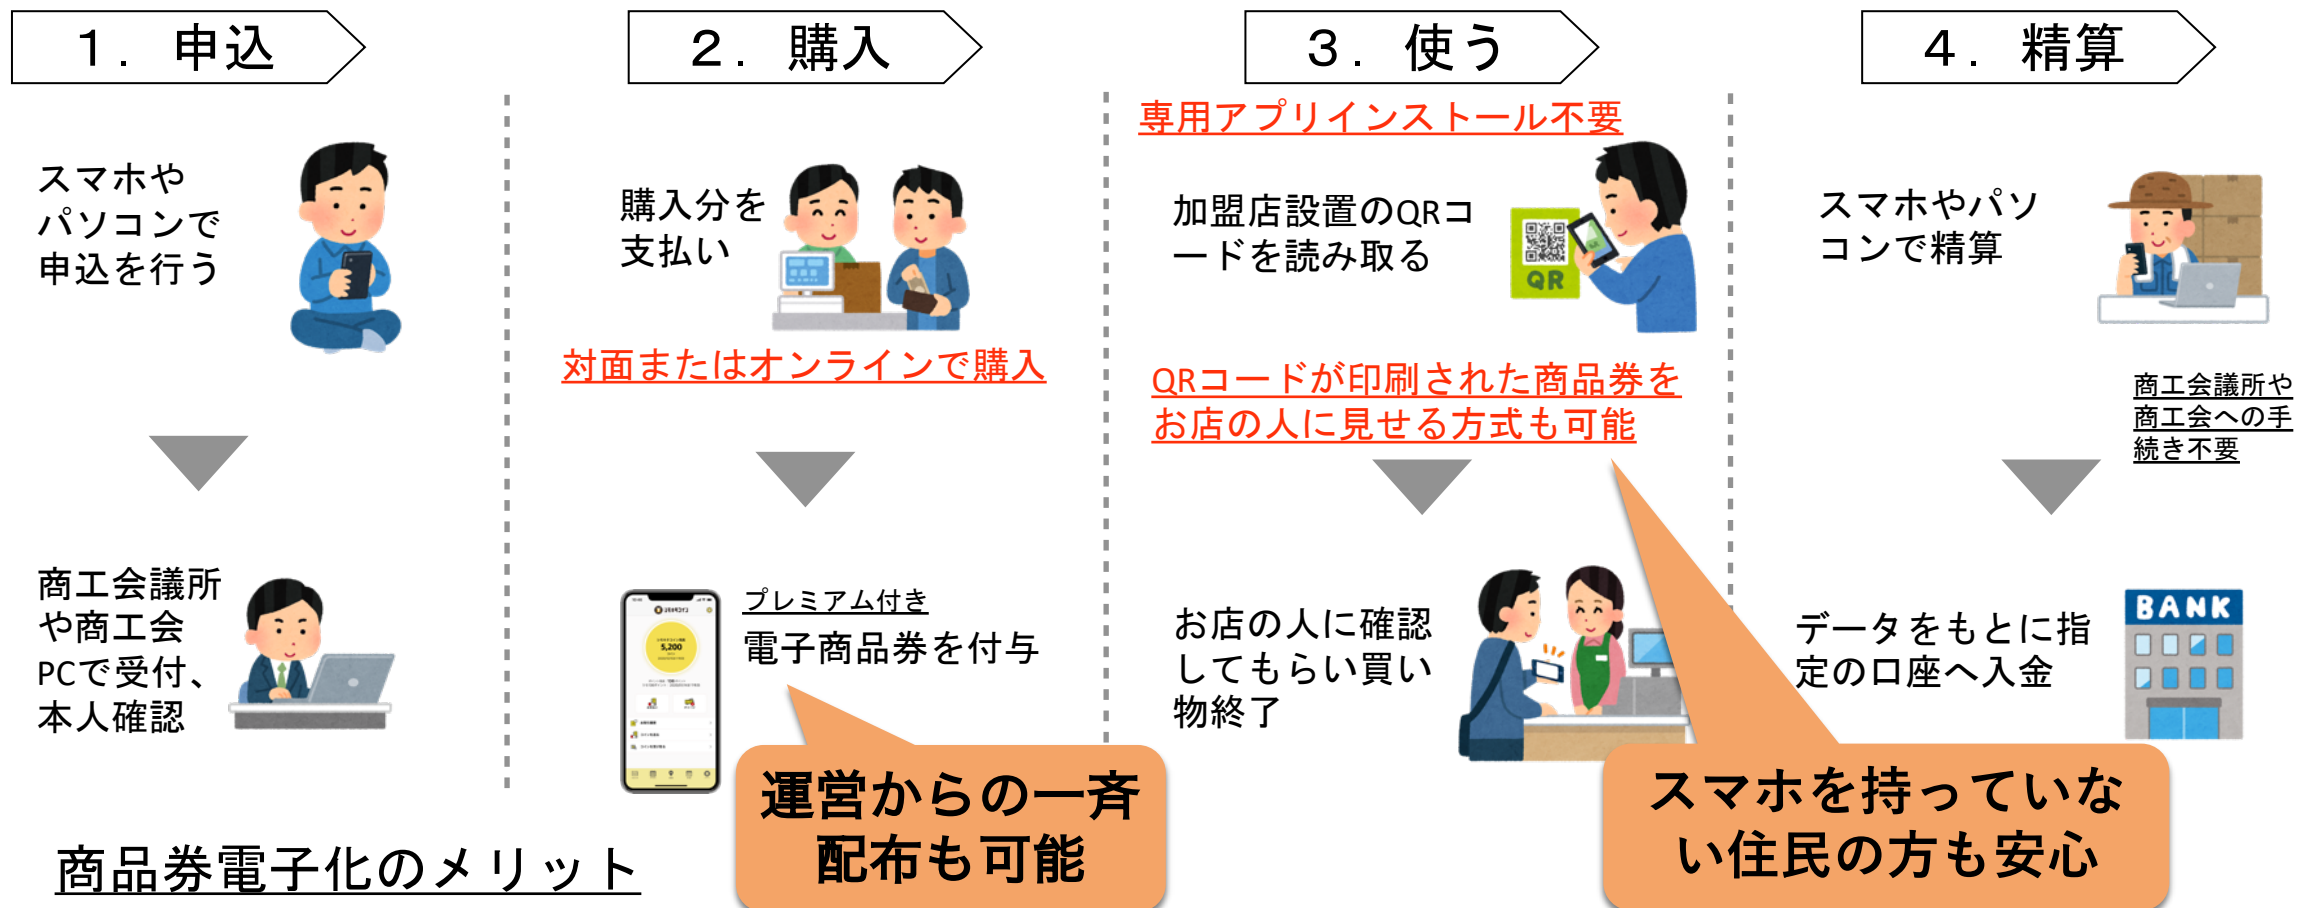 １．申込
スマホや
パソコンで
申込を行う
商工会議所
や商工会
PCで受付、
本人確認
２．購入
購入分を
支払い
対面またはオンラインで購入
5,200
プレミアム付き
電子商品券を付与
運営からの一斉
配布も可能
３．使う
専用アプリインストール不要
加盟店設置のQRコ
ードを読み取る
QR
QRコードが印刷された商品券を
お店の人に見せる方式も可能
お店の人に確認
してもらい買い
物終了
スマホを持っていな
い住民の方も安心
４．精算
スマホやパソ
コンで精算
商工会議所や
商工会への手
続き不要
データをもとに指
定の口座へ入金
BANK
商品券電子化のメリット